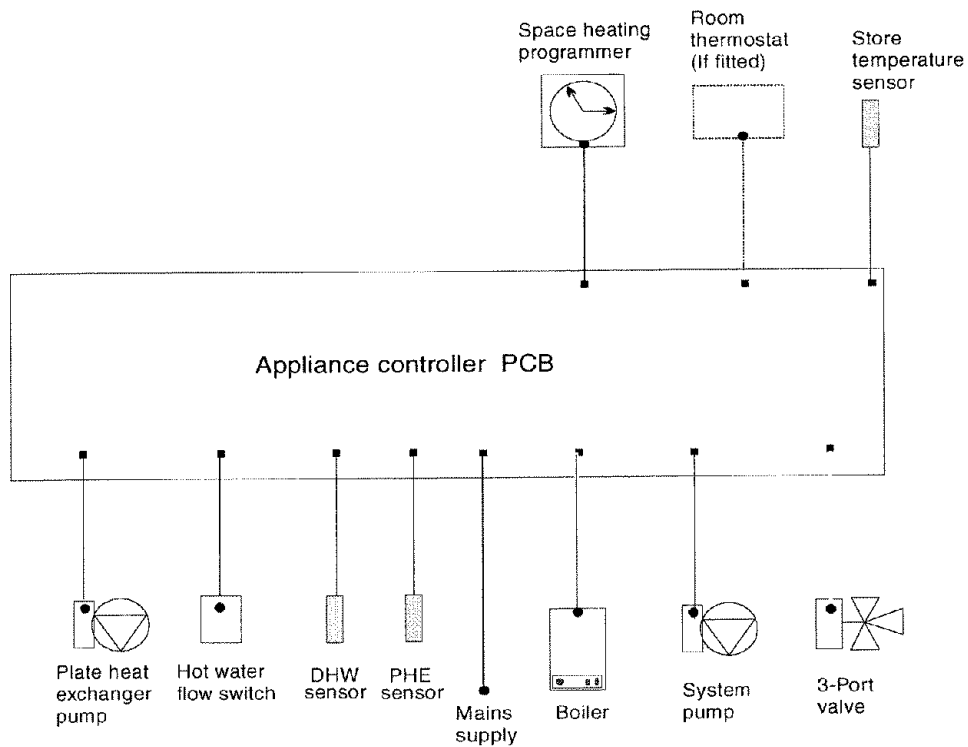 Space heating
programmer
Room
thermostat
(If fitted)
Store
temperature
sensor
Appliance controller PCB
Plate heat
exchanger
pump
Hot water
flow switch
DHW
sensor
PHE
sensor
Mains
supply
Boiler
System
pump
3-Port
valve